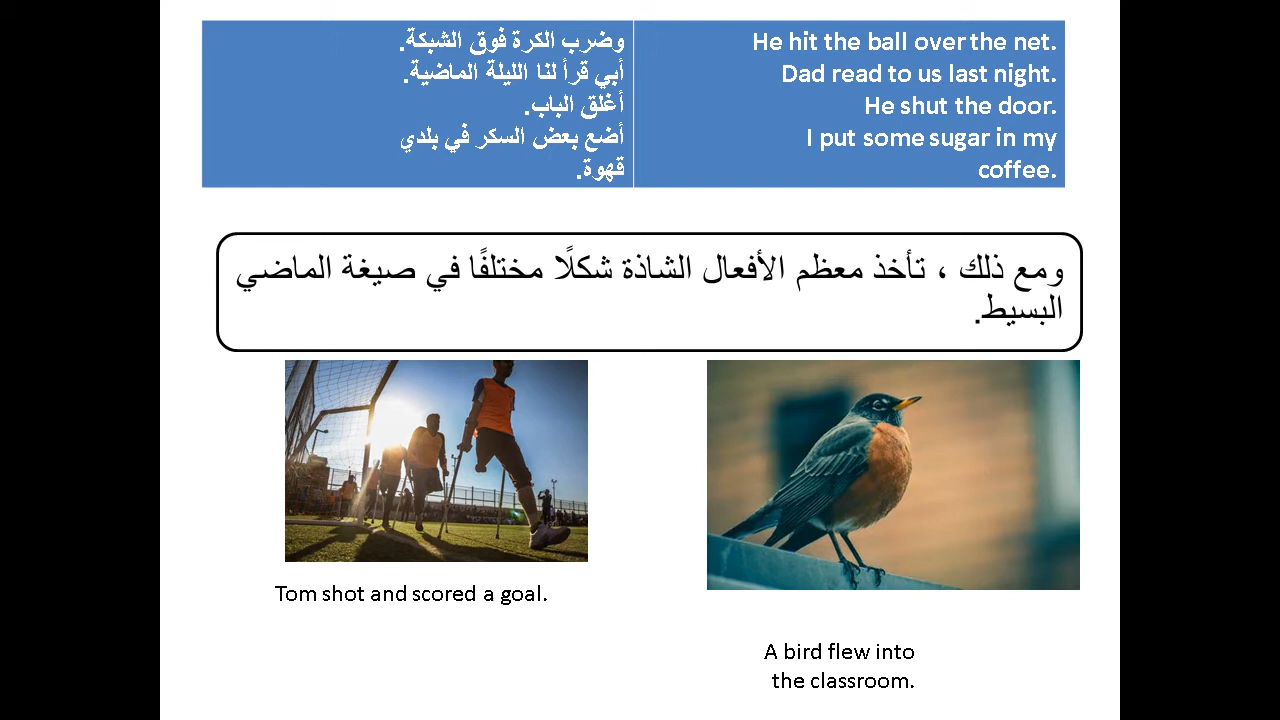 He hit the ball over the net.
Dad read to us last night.
He shut the door.
I put some sugar in my
coffee.
وضرب الكرة فوق الشبكة.
أبي قرأ لنا الليلة الماضية.
أغلق الباب.
أضع بعض السكر في بلدي
قهوة.
ومع ذلك ، تأخذ معظم الأفعال الشاذة شكلًا مختلفًا في صيغة الماضي
البسيط.
Tom shot and scored a goal.
A bird flew into
the classroom.